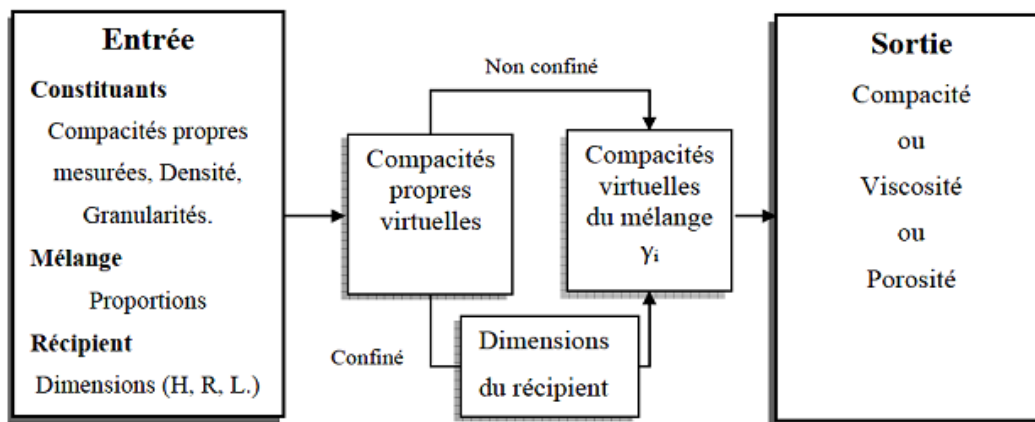 Entrée
Constituants
Compacités propres
mesurées, Densité,
Granularités.
Mélange
Proportions
Récipient
Dimensions (H, R, L.)
Non confiné
Compacités
propres
virtuelles
Confiné
Dimensions
du récipient
Compacités
virtuelles
du mélange
γi
Sortie
Compacité
ou
Viscosité
ou
Porosité